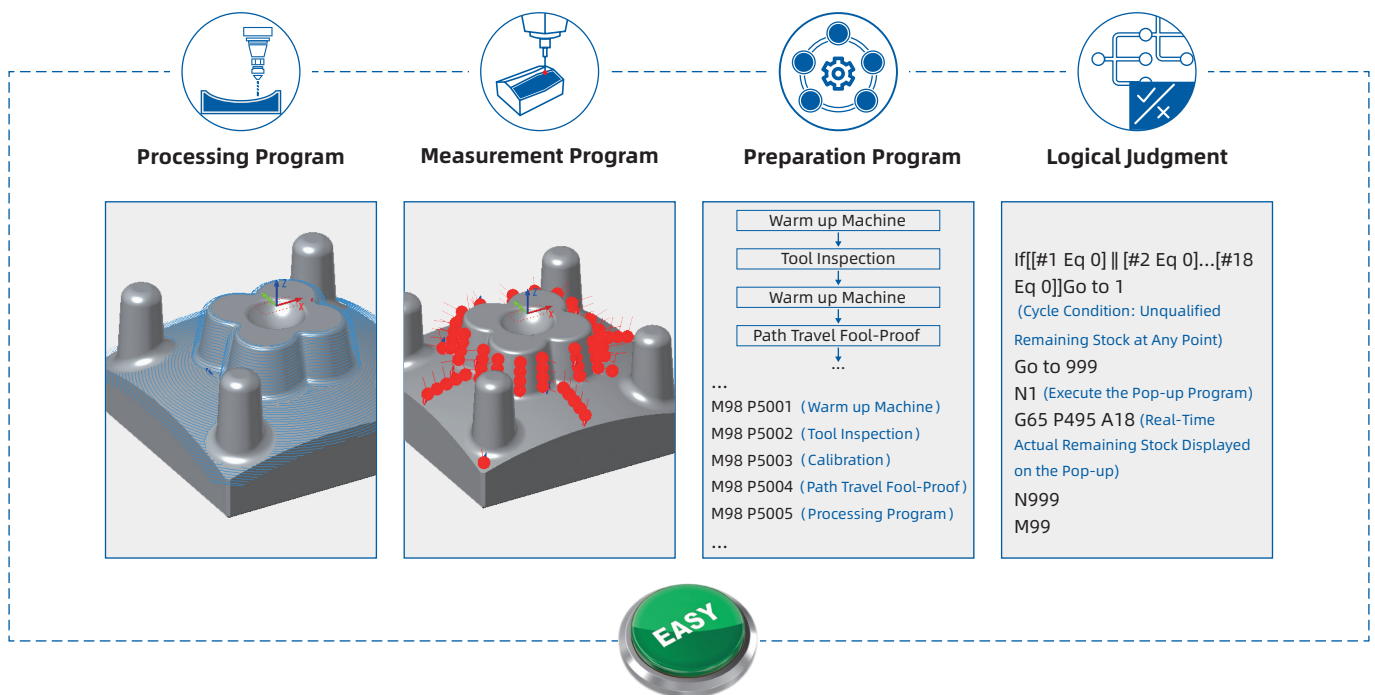 Processing Program
Measurement Program
Preparation Program
Logical Judgment
Z
X
Z
X
Warm up Machine
Tool Inspection
Warm up Machine
Path Travel Fool-Proof
...
...
M98 P5001 (Warm up Machine)
M98 P5002 (Tool Inspection)
M98 P5003 (Calibration)
M98 P5004 (Path Travel Fool-Proof)
M98 P5005 (Processing Program)
...
If[[#1 Eq 0] || [#2 Eq 0]...[#18
Eq 0]]Go to 1
(Cycle Condition: Unqualified
Remaining Stock at Any Point)
Go to 999
N1 (Execute the Pop-up Program)
G65 P495 A18 (Real-Time
Actual Remaining Stock Displayed
on the Pop-up)
N999
M99
EASY